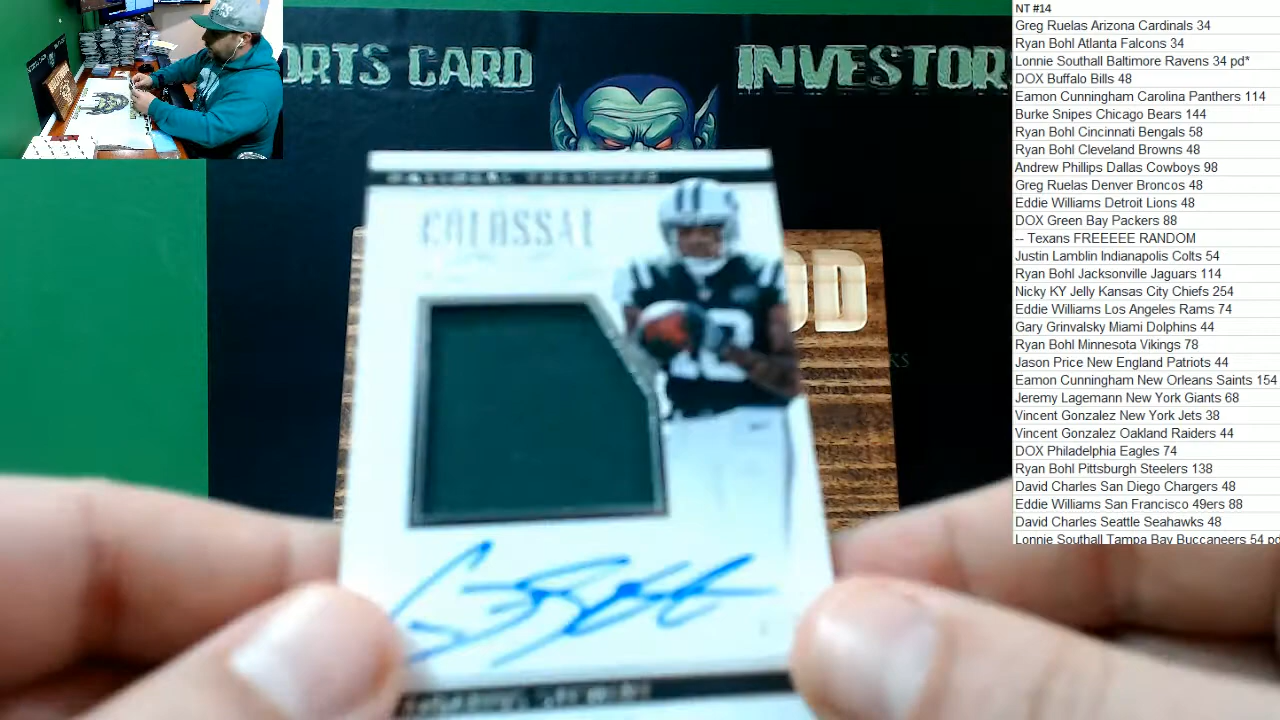 NT #14
Greg Ruelas Arizona Cardinals 34
Ryan Bohl Atlanta Falcons 34
Lonnie Southall Baltimore Ravens 34 pd*
DOX Buffalo Bills 48
Eamon Cunningham Carolina Panthers 114
Burke Snipes Chicago Bears 144
Ryan Bohl Cincinnati Bengals 58
Ryan Bohl Cleveland Browns 48
Andrew Phillips Dallas Cowboys 98
Greg Ruelas Denver Broncos 48
Eddie Williams Detroit Lions 48
DOX Green Bay Packers 88
-- Texans FREEEEE RANDOM
Justin Lamblin Indianapolis Colts 54
Ryan Bohl Jacksonville Jaguars 114
Nicky KY Jelly Kansas City Chiefs 254
Eddie Williams Los Angeles Rams 74
Gary Grinvalsky Miami Dolphins 44
Ryan Bohl Minnesota Vikings 78
Jason Price New England Patriots 44
Eamon Cunningham New Orleans Saints 154
Jeremy Lagemann New York Giants 68
Vincent Gonzalez New York Jets 38
Vincent Gonzalez Oakland Raiders 44
DOX Philadelphia Eagles 74
Ryan Bohl Pittsburgh Steelers 138
David Charles San Diego Chargers 48
Eddie Williams San Francisco 49ers 88
David Charles Seattle Seahawks 48
Lonnie Southall Tampa Bay Buccaneers 54 pd
ORTS CARD INVESTOR
NATIONAL TREASURES
COLOSSAL
OD
18